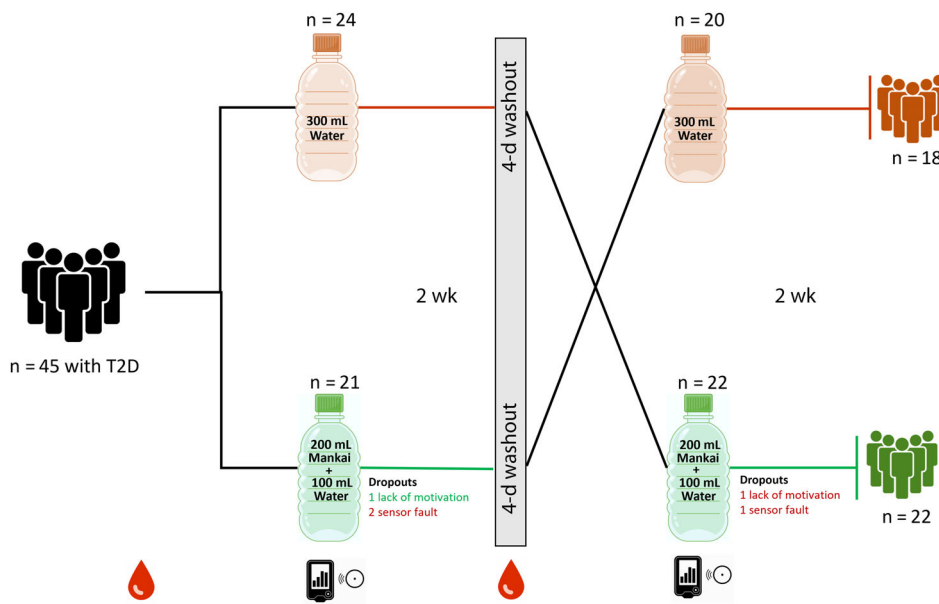 n = 24
n = 20
300 mL
Water
4-d washout
300 mL
Water
n = 18
2 wk
2 wk
n = 45 with T2D
n = 21
n = 22
200 mL
Mankai
+
100 mL
Water
Dropouts
1 lack of motivation
2 sensor fault
4-d washout
200 mL
Mankai
+
100 mL
Water
Dropouts
1 lack of motivation
1 sensor fault
n = 22